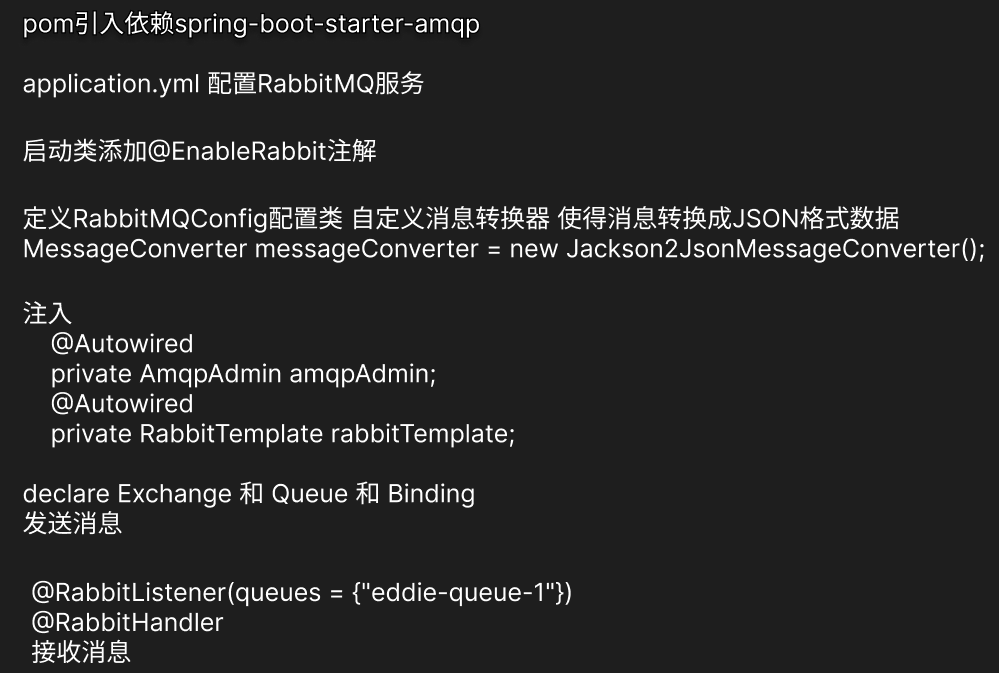 pom引入依赖spring-boot-starter-amqp
application.yml 配置RabbitMQ服务
启动类添加@EnableRabbit注解
定义RabbitMQConfig配置类 自定义消息转换器 使得消息转换成JSON格式数据
MessageConverter messageConverter = new Jackson2JsonMessageConverter();
注入
@Autowired
private AmqpAdmin amqpAdmin;
@Autowired
private RabbitTemplate rabbitTemplate;
declare Exchange 和 Queue 和 Binding
发送消息
@RabbitListener(queues = {"eddie-queue-1"})
@RabbitHandler
接收消息